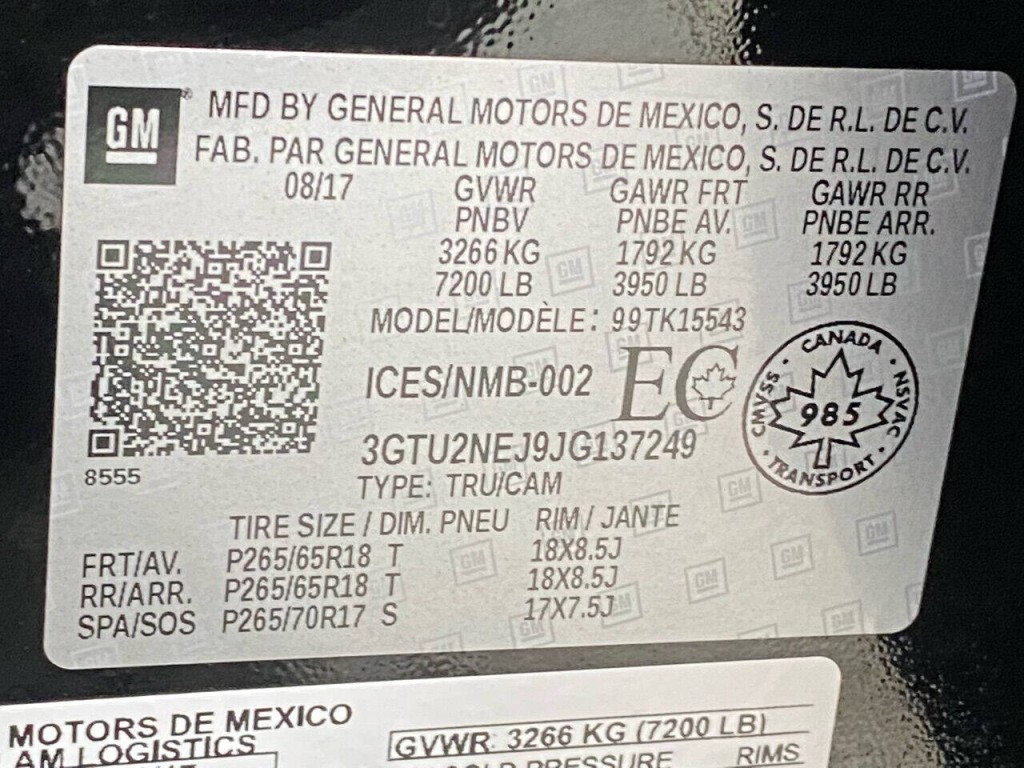 GM® MFD BY GENERAL MOTORS DE MEXICO, S. DE R.L. DE C.V.
FAB. PAR GENERAL MOTORS DE MEXICO, S. DE R.L. DE C.V.
08/17 GVWR GAWR FRT GAWR RR
PNBV PNBE AV. PNBE ARR.
3266 KG 1792 KG 1792 KG
7200 LB 3950 LB 3950 LB
MODEL/MODÈLE: 99TK15543
ICES/NMB-002 EC
CANADA
CMVSS 985 NSVAC
TRANSPORT
3GTU2NEJ9JG137249
8555
TYPE: TRU/CAM
TIRE SIZE / DIM. PNEU RIM / JANTE
FRT/AV. P265/65R18 T 18X8.5J
RR/ARR. P265/65R18 T 18X8.5J
SPA/SOS P265/70R17 S 17X7.5J
MOTORS DE MEXICO
AM LOGISTICS GVWR: 3266 KG (7200 LB)
PRESSURE RIMS